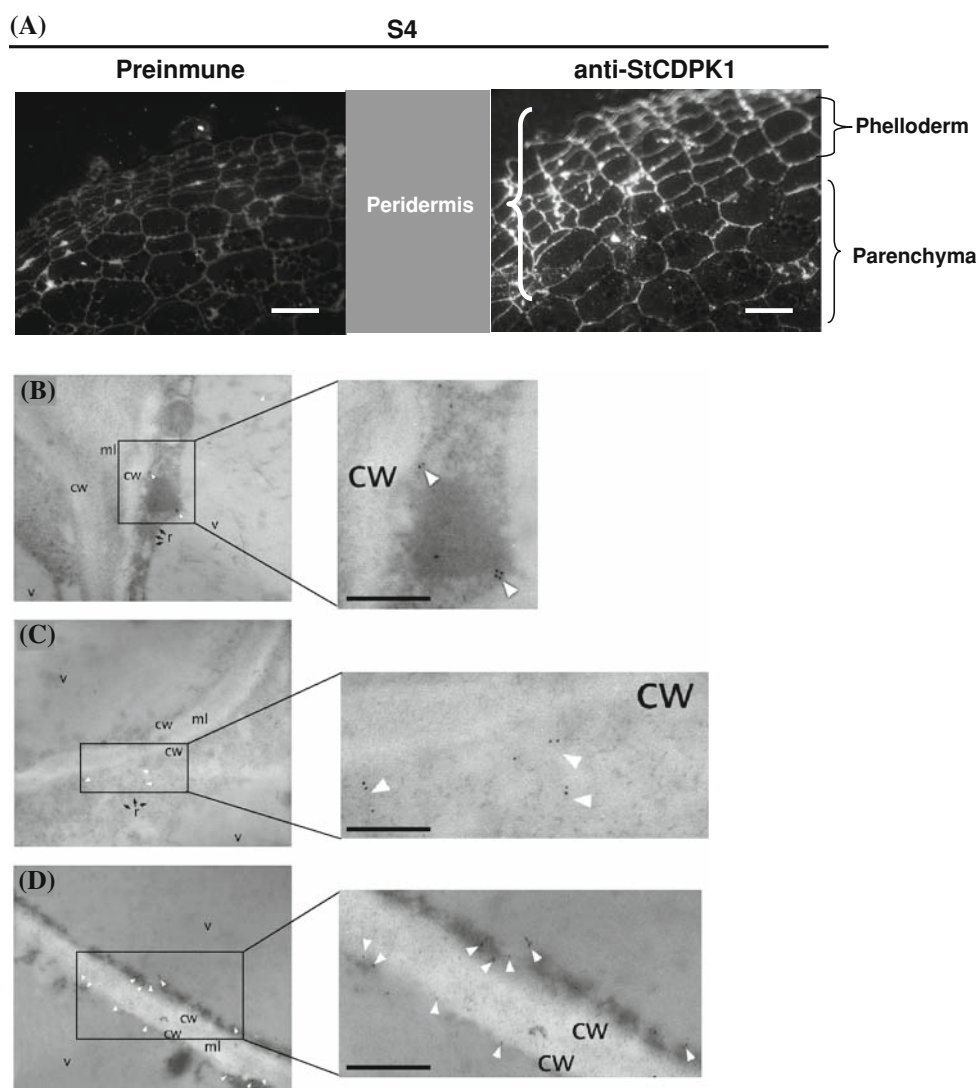 (A)
S4
Preinmune
anti-StCDPK1
Peridermis
Phelloderm
Parenchyma
(B)
ml
cw
cw
r
v
v
CW
(C)
v
ml
cw
cw
r
v
CW
(D)
v
cw
cw
ml
v
CW
CW